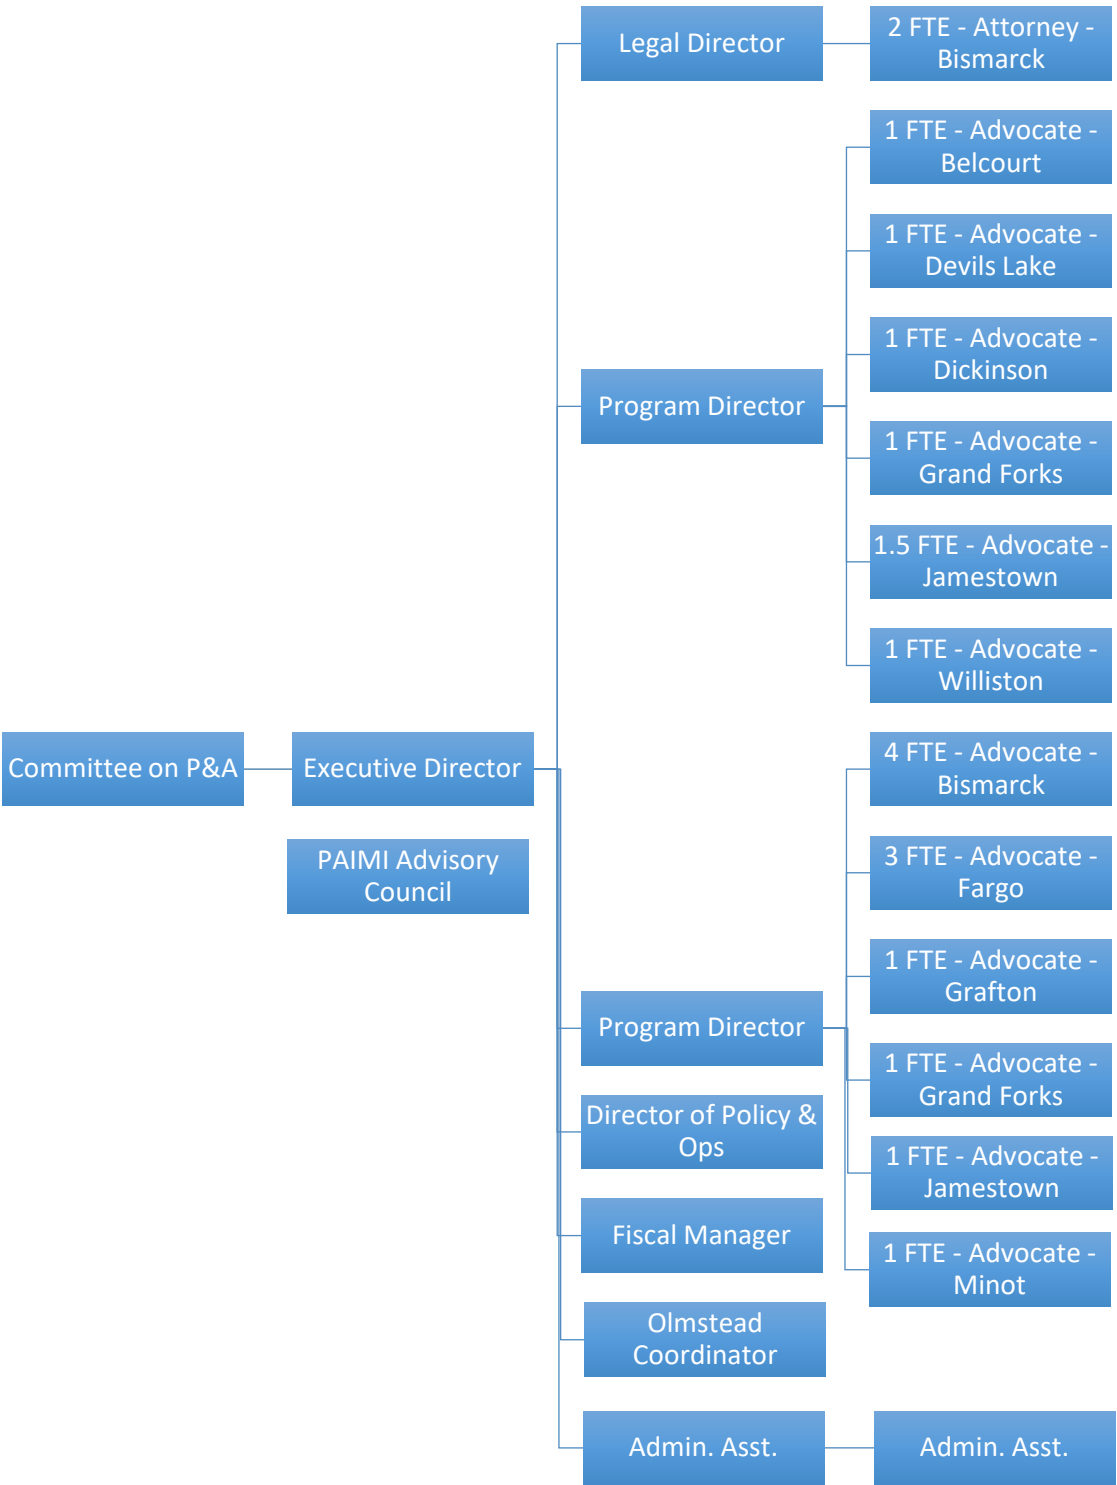 Legal Director
2 FTE - Attorney -
Bismarck
1 FTE - Advocate -
Belcourt
1 FTE - Advocate -
Devils Lake
1 FTE - Advocate -
Dickinson
Program Director
1 FTE - Advocate -
Grand Forks
1.5 FTE - Advocate -
Jamestown
1 FTE - Advocate -
Williston
Committee on P&A
Executive Director
4 FTE - Advocate -
Bismarck
PAIMI Advisory
Council
3 FTE - Advocate -
Fargo
1 FTE - Advocate -
Grafton
Program Director
1 FTE - Advocate -
Grand Forks
Director of Policy &
Ops
1 FTE - Advocate -
Jamestown
Fiscal Manager
1 FTE - Advocate -
Minot
Olmstead
Coordinator
Admin. Asst.
Admin. Asst.